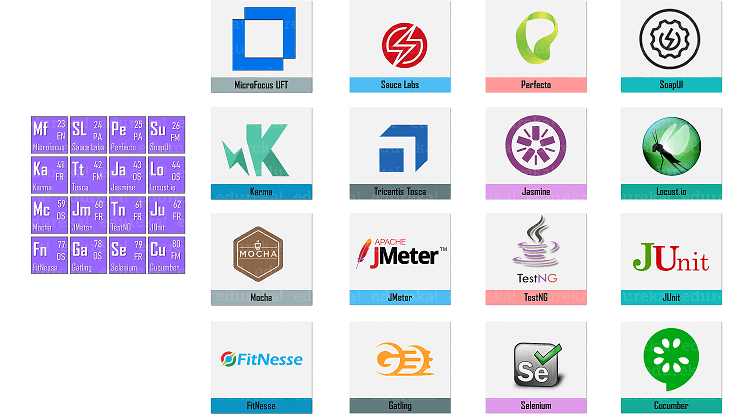 Mf 23 EN Microfocus
SL 24 PA Sauce Labs
Pe 25 PA Perfecto
Su 26 FM SoapUI
Ka 41 FR Karma
Tt 42 FM Tosca
Ja 43 OS Jasmine
Lo 44 OS Locust.io
Mc 59 OS Mocha
Jm 60 FR JMeter
Tn 61 FR TestNG
Ju 62 FR JUnit
Fn 77 OS FitNesse
Ga 78 OS Gatling
Se 79 FR Selenium
Cu 80 FM Cucumber
MicroFocus UFT
Sauce Labs
Perfecto
SoapUI
K
Karma
Tricentis Tosca
Jasmine
Locust.io
MOCHA
Mocha
APACHE
JMeter™
JMeter
TestNG
TestNG
JUnit
JUnit
FitNesse
FitNesse
Gatling
Se
Selenium
Cucumber